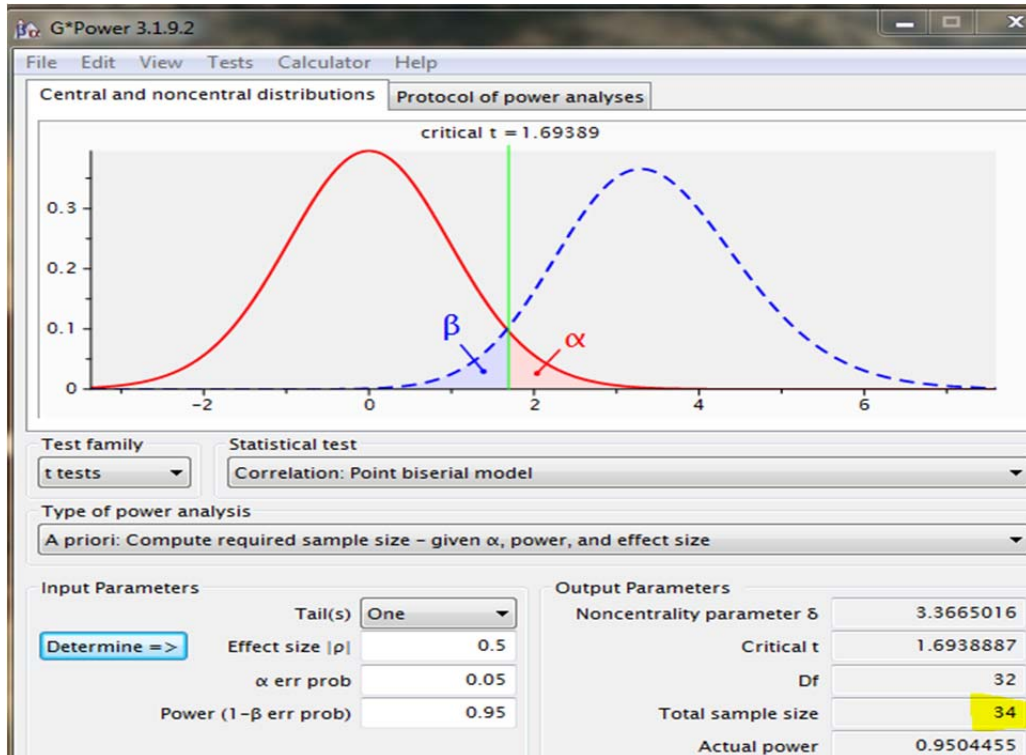 G*Power 3.1.9.2
File Edit View Tests Calculator Help
Central and noncentral distributions Protocol of power analyses
critical t = 1.69389
0.3
0.2
0.1
0
β
α
-2 0 2 4 6
Test family Statistical test
t tests Correlation: Point biserial model
Type of power analysis
A priori: Compute required sample size - given α, power, and effect size
Input Parameters Output Parameters
Tail(s) One Noncentrality parameter δ 3.3665016
Determine => Effect size |ρ| 0.5 Critical t 1.6938887
α err prob 0.05 Df 32
Power (1-β err prob) 0.95 Total sample size 34
Actual power 0.9504455